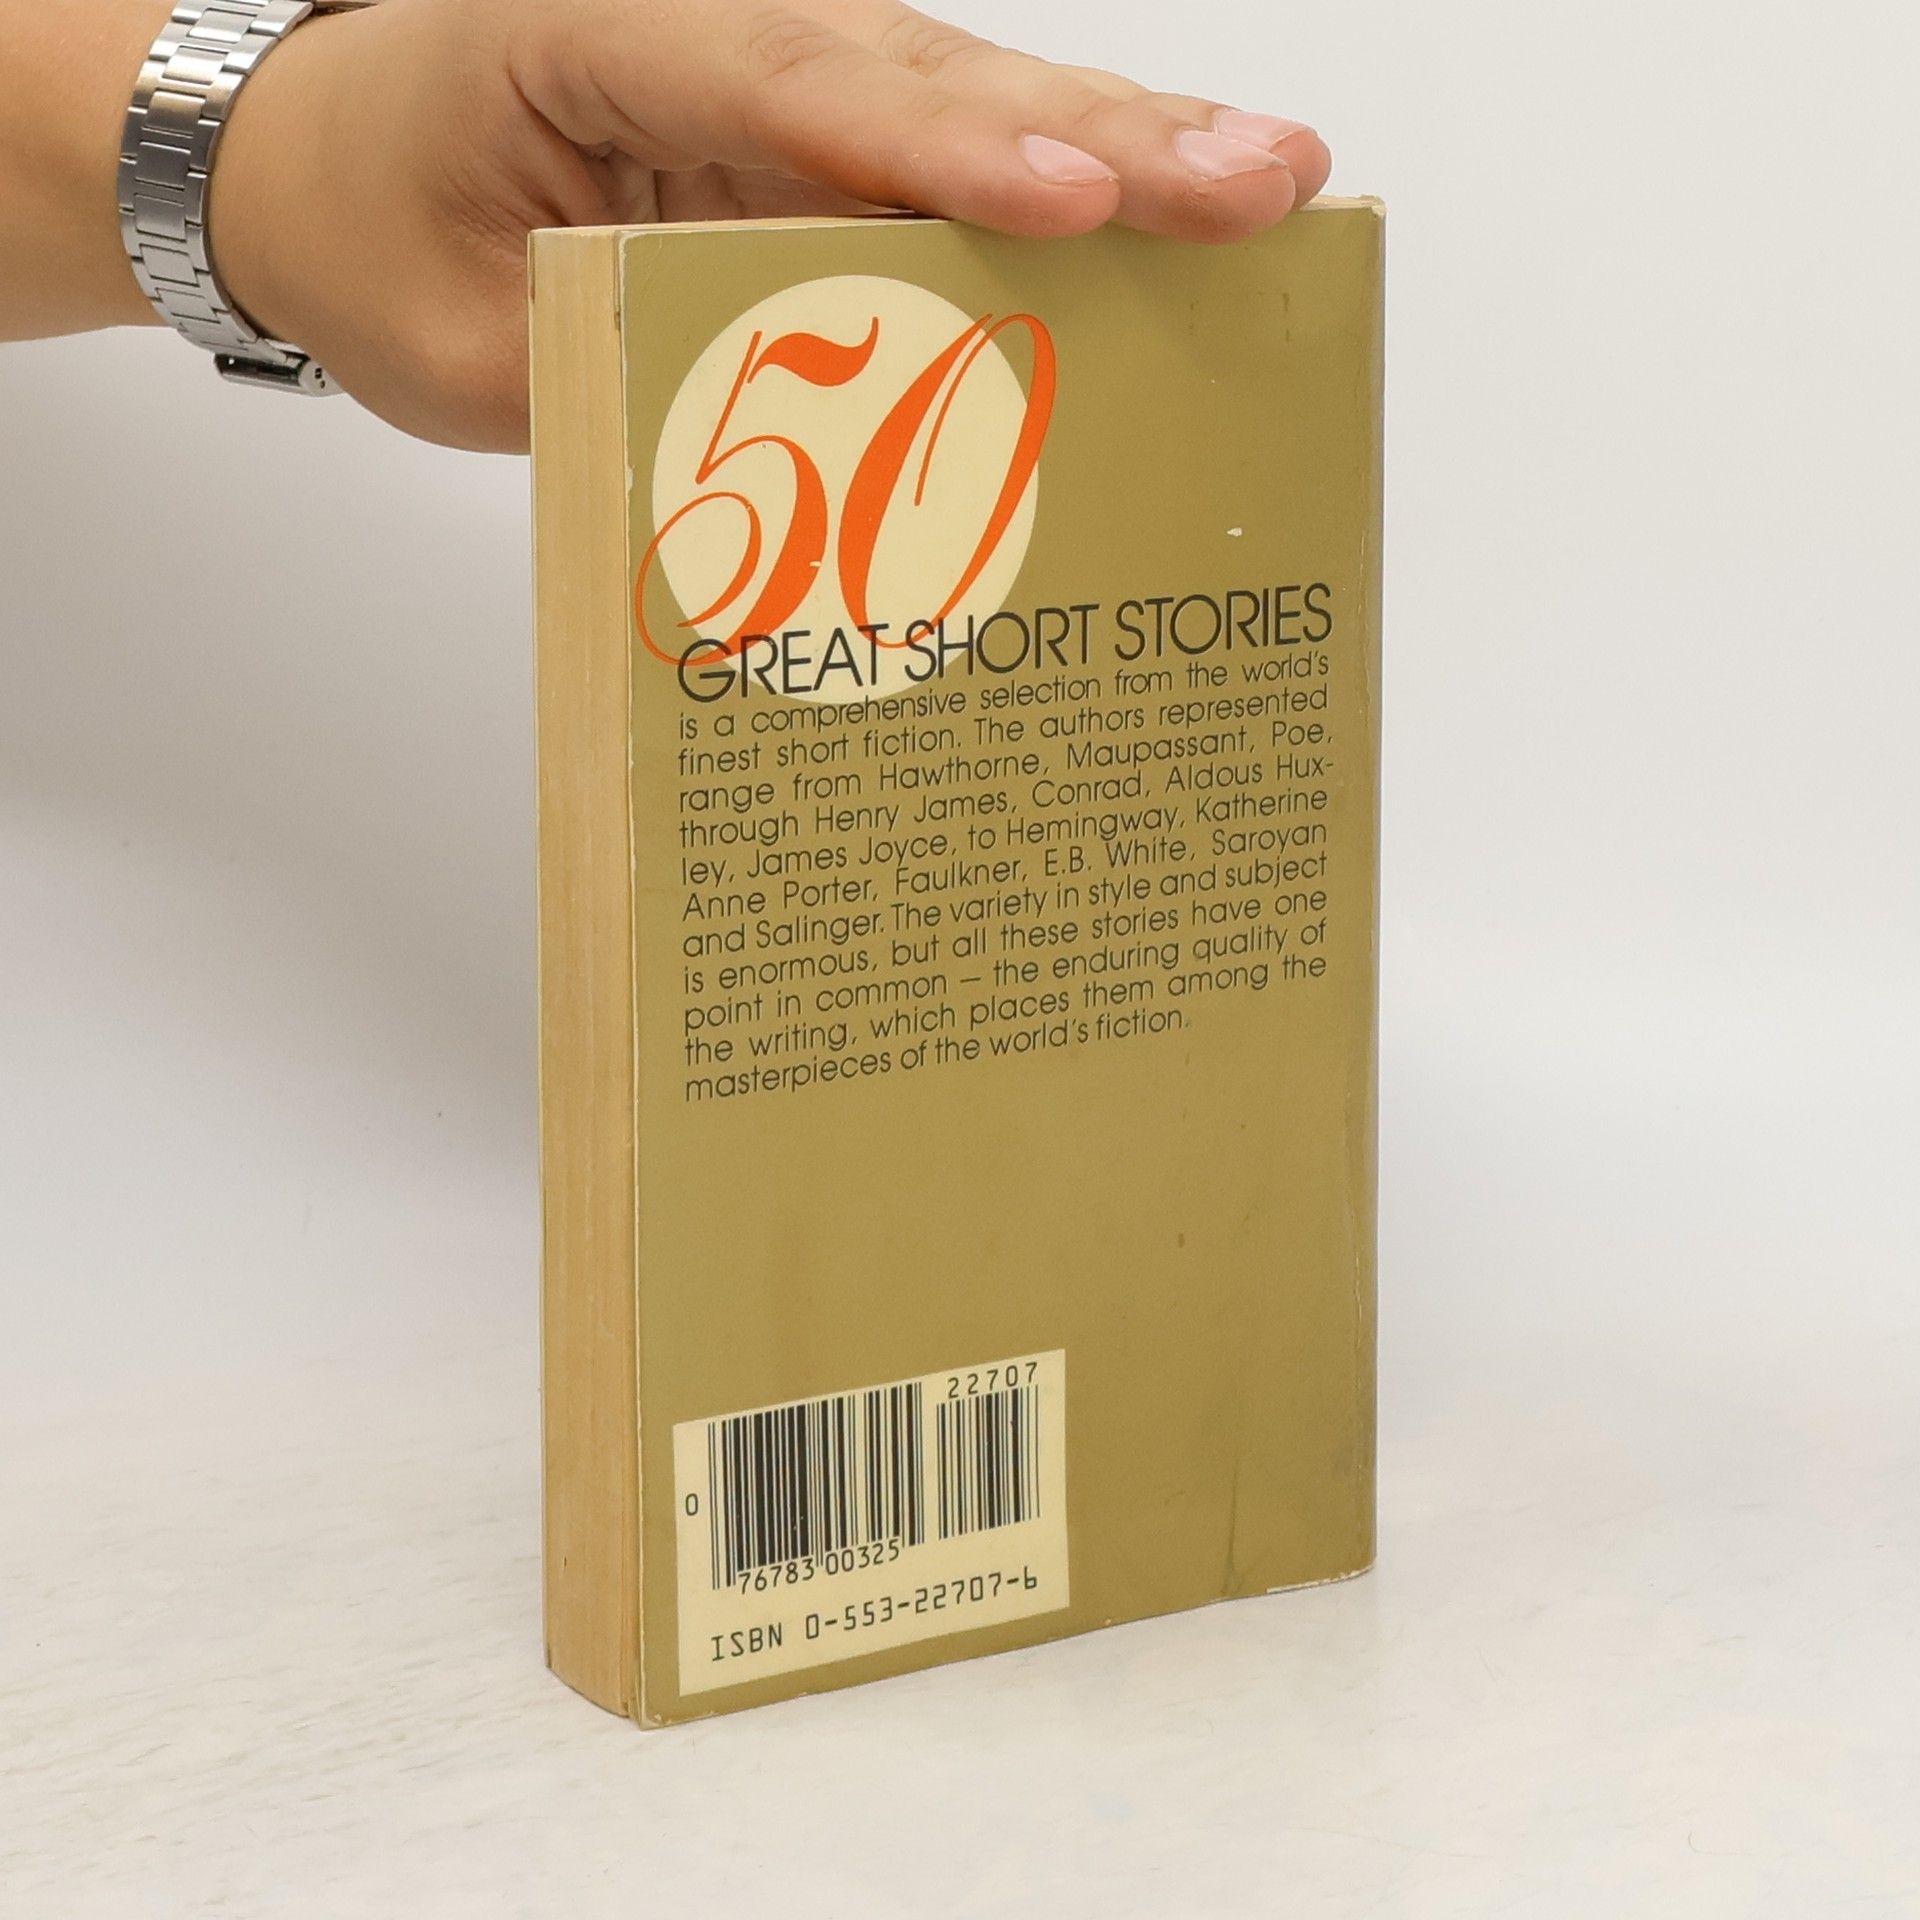 50
GREAT SHORT STORIES
is a comprehensive selection from the world's
finest short fiction. The authors represented
range from Hawthorne, Maupassant, Poe,
through Henry James, Conrad, Aldous Hux-
ley, James Joyce, to Hemingway, Katherine
Anne Porter, Faulkner, E.B. White, Saroyan
and Salinger. The variety in style and subject
is enormous, but all these stories have one
point in common – the enduring quality of
the writing, which places them among the
masterpieces of the world's fiction.
22707
0
76783 00325
ISBN 0-553-22707-6